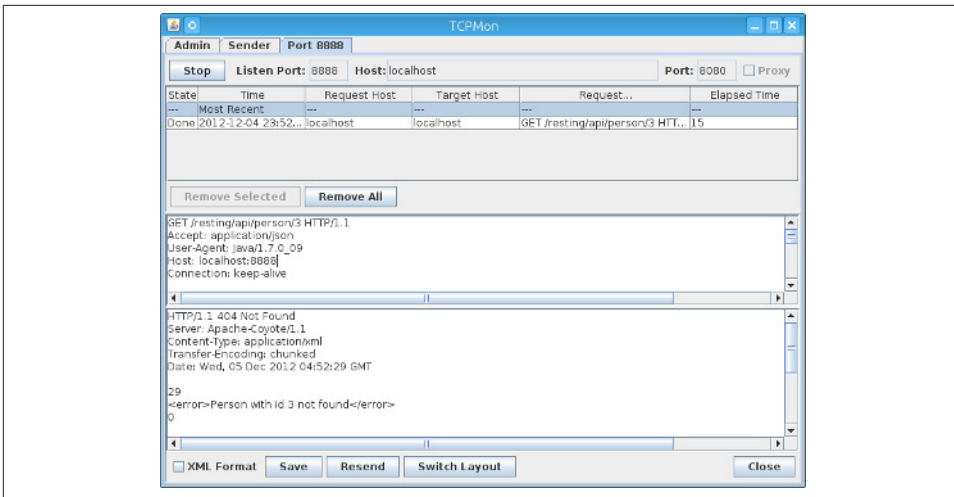 TCPMon
Admin Sender Port 8888
Stop Listen Port: 8888 Host: localhost Port: 8080 Proxy
State Time Request Host Target Host Request... Elapsed Time
--- Most Recent --- --- --- ---
Done 2012-12-04 23:52... localhost localhost GET /resting/api/person/3 HTT... 15
Remove Selected Remove All
GET /resting/api/person/3 HTTP/1.1
Accept: application/json
User-Agent: Java/1.7.0_09
Host: localhost:8888
Connection: keep-alive
HTTP/1.1 404 Not Found
Server: Apache-Coyote/1.1
Content-Type: application/xml
Transfer-Encoding: chunked
Date: Wed, 05 Dec 2012 04:52:29 GMT
29
<error>Person with id 3 not found</error>
0
XML Format Save Resend Switch Layout Close